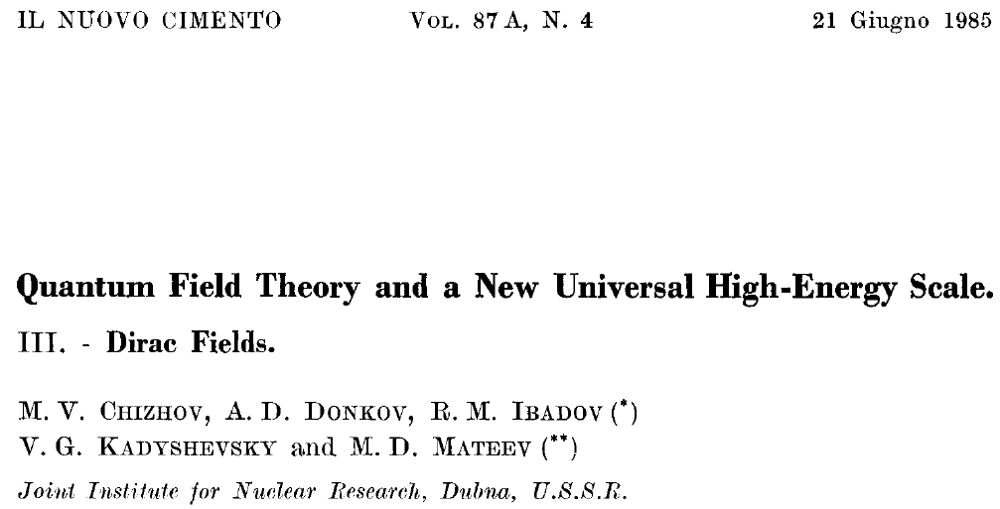 IL NUOVO CIMENTO VOL. 87 A, N. 4 21 Giugno 1985
Quantum Field Theory and a New Universal High-Energy Scale.
III. - Dirac Fields.
M. V. CHIZHOV, A. D. DONKOV, R. M. IBADOV (*)
V. G. KADYSHEVSKY and M. D. MATEEV (**)
Joint Institute for Nuclear Research, Dubna, U.S.S.R.